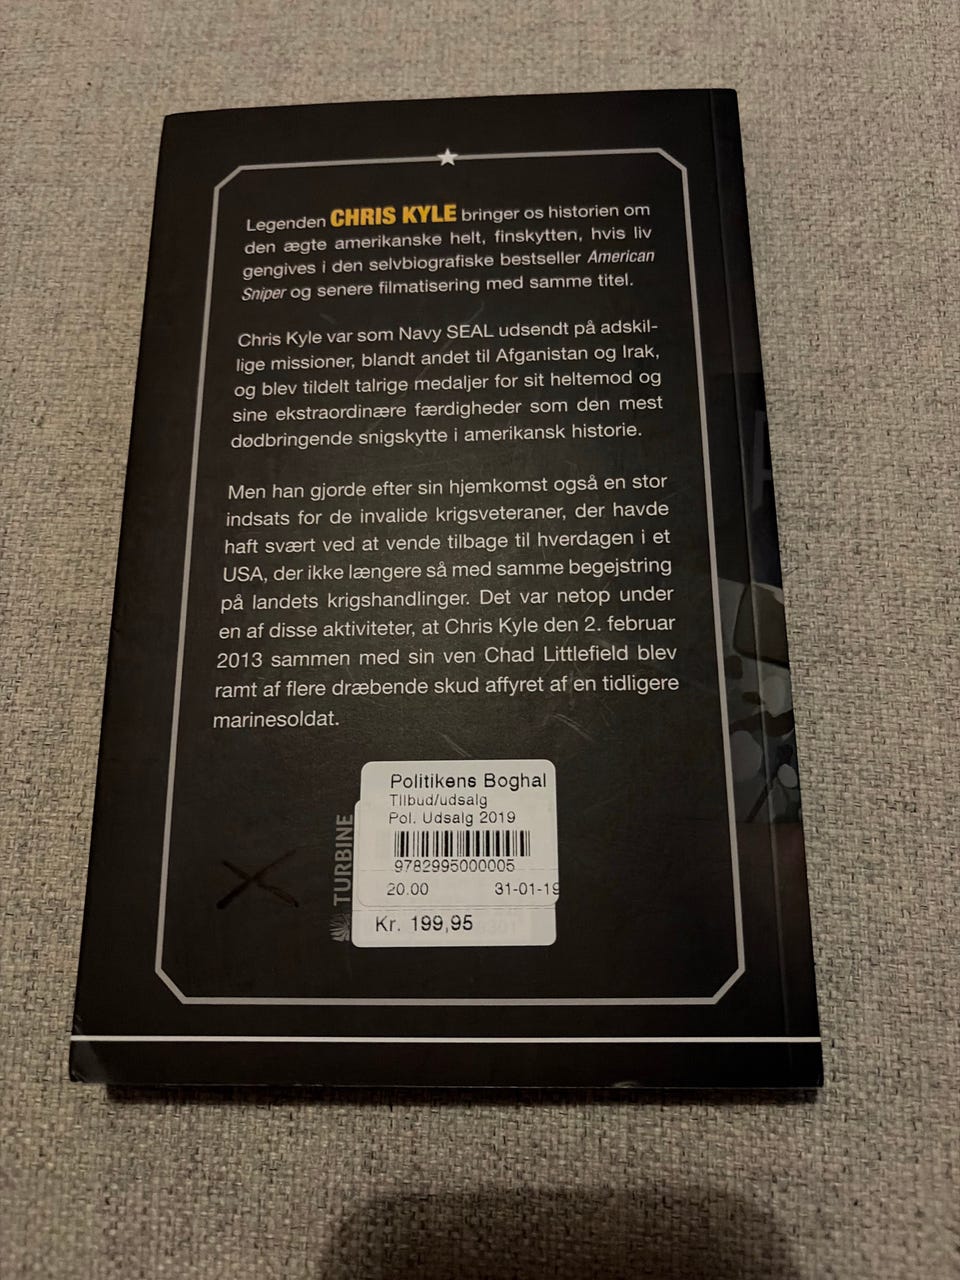 Legenden CHRIS KYLE bringer os historien om
den ægte amerikanske helt, finskytten, hvis liv
gengives i den selvbiografiske bestseller American
Sniper og senere filmatisering med samme titel.
Chris Kyle var som Navy SEAL udsendt på adskil-
lige missioner, blandt andet til Afganistan og Irak,
og blev tildelt talrige medaljer for sit heltemod og
sine ekstraordinære færdigheder som den mest
dødbringende snigskytte i amerikansk historie.
Men han gjorde efter sin hjemkomst også en stor
indsats for de invalide krigsveteraner, der havde
haft svært ved at vende tilbage til hverdagen i et
USA, der ikke længere så med samme begejstring
på landets krigshandlinger. Det var netop under
en af disse aktiviteter, at Chris Kyle den 2. februar
2013 sammen med sin ven Chad Littlefield blev
ramt af flere dræbende skud affyret af en tidligere
marinesoldat.
TURBINE
Politikens Boghal
Tilbud/udsalg
Pol. Udsalg 2019
9782995000005
20.00 31-01-19
Kr. 199,95